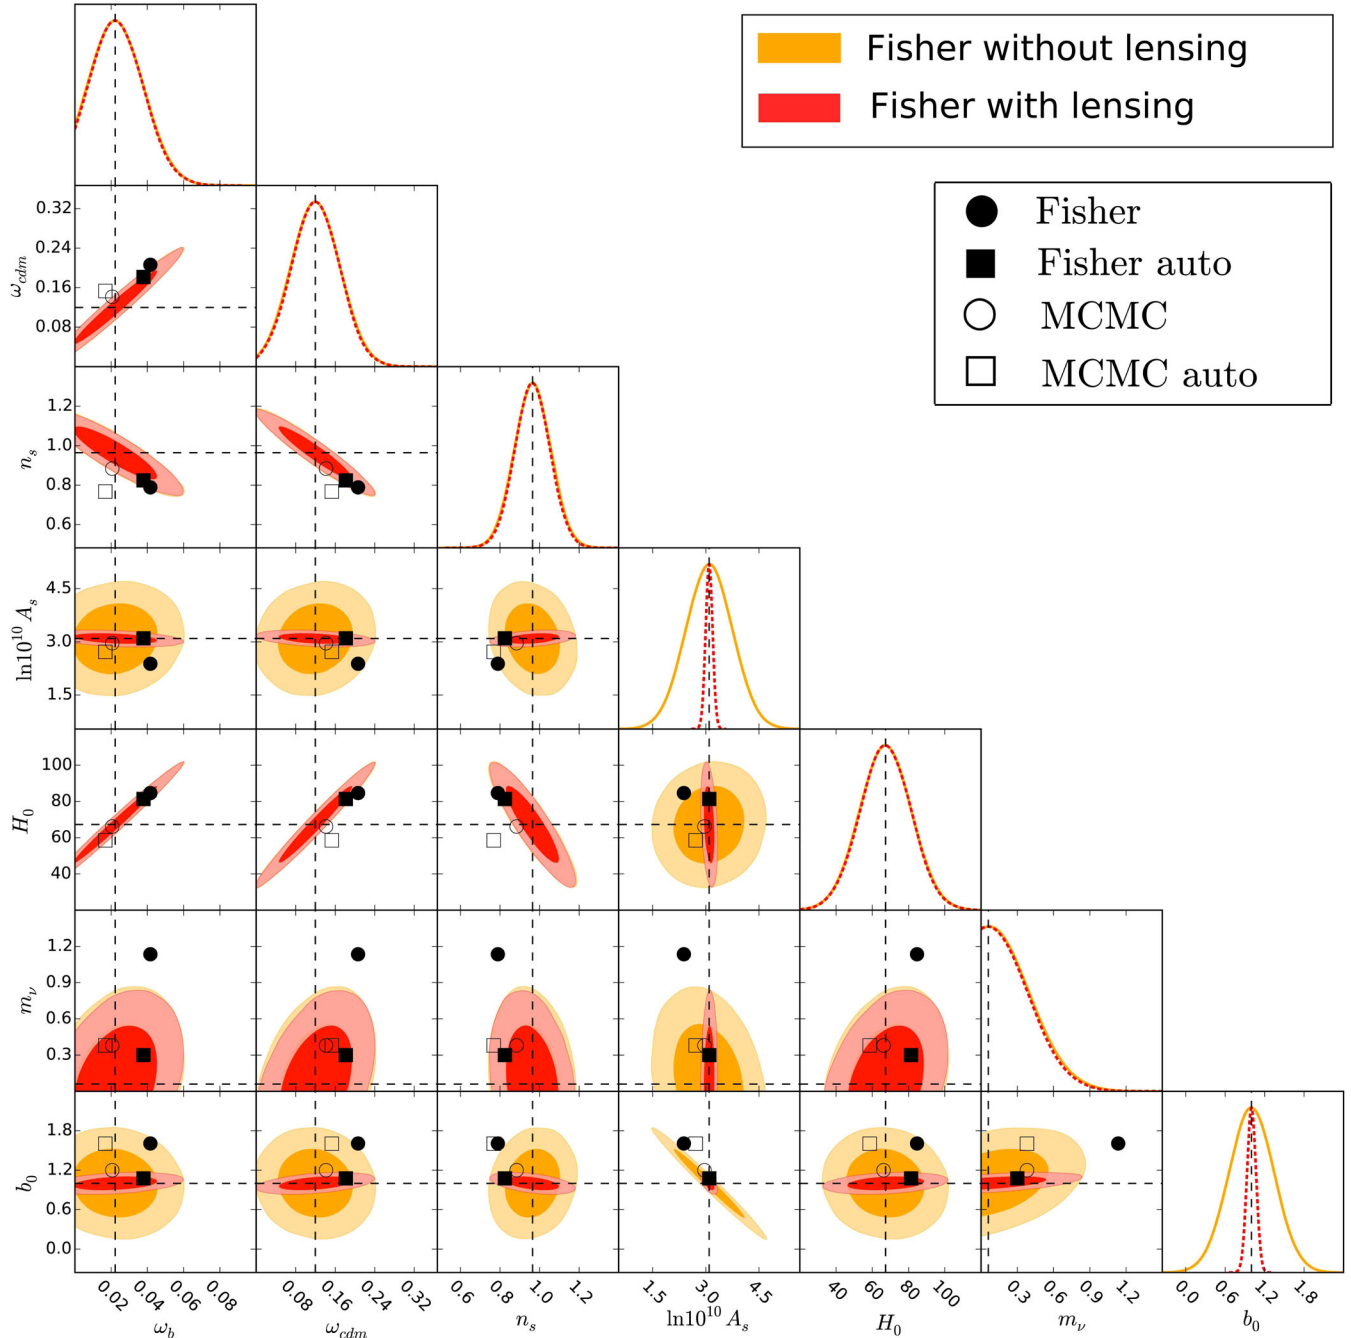 Fisher without lensing
Fisher with lensing
Fisher
Fisher auto
MCMC
MCMC auto
ω_cdm
0.32
0.24
0.16
0.08
n_s
1.2
1.0
0.8
0.6
ln10^10 A_s
4.5
3.0
1.5
H_0
100
80
60
40
m_ν
1.2
0.9
0.6
0.3
b_0
1.8
1.2
0.6
0.0
0.02 0.04 0.06 0.08
0.08 0.16 0.24 0.32
0.6 0.8 1.0 1.2
1.5 3.0 4.5
40 60 80 100
0.3 0.6 0.9 1.2
0.0 0.6 1.2 1.8
ω_b ω_cdm n_s ln10^10 A_s H_0 m_ν b_0